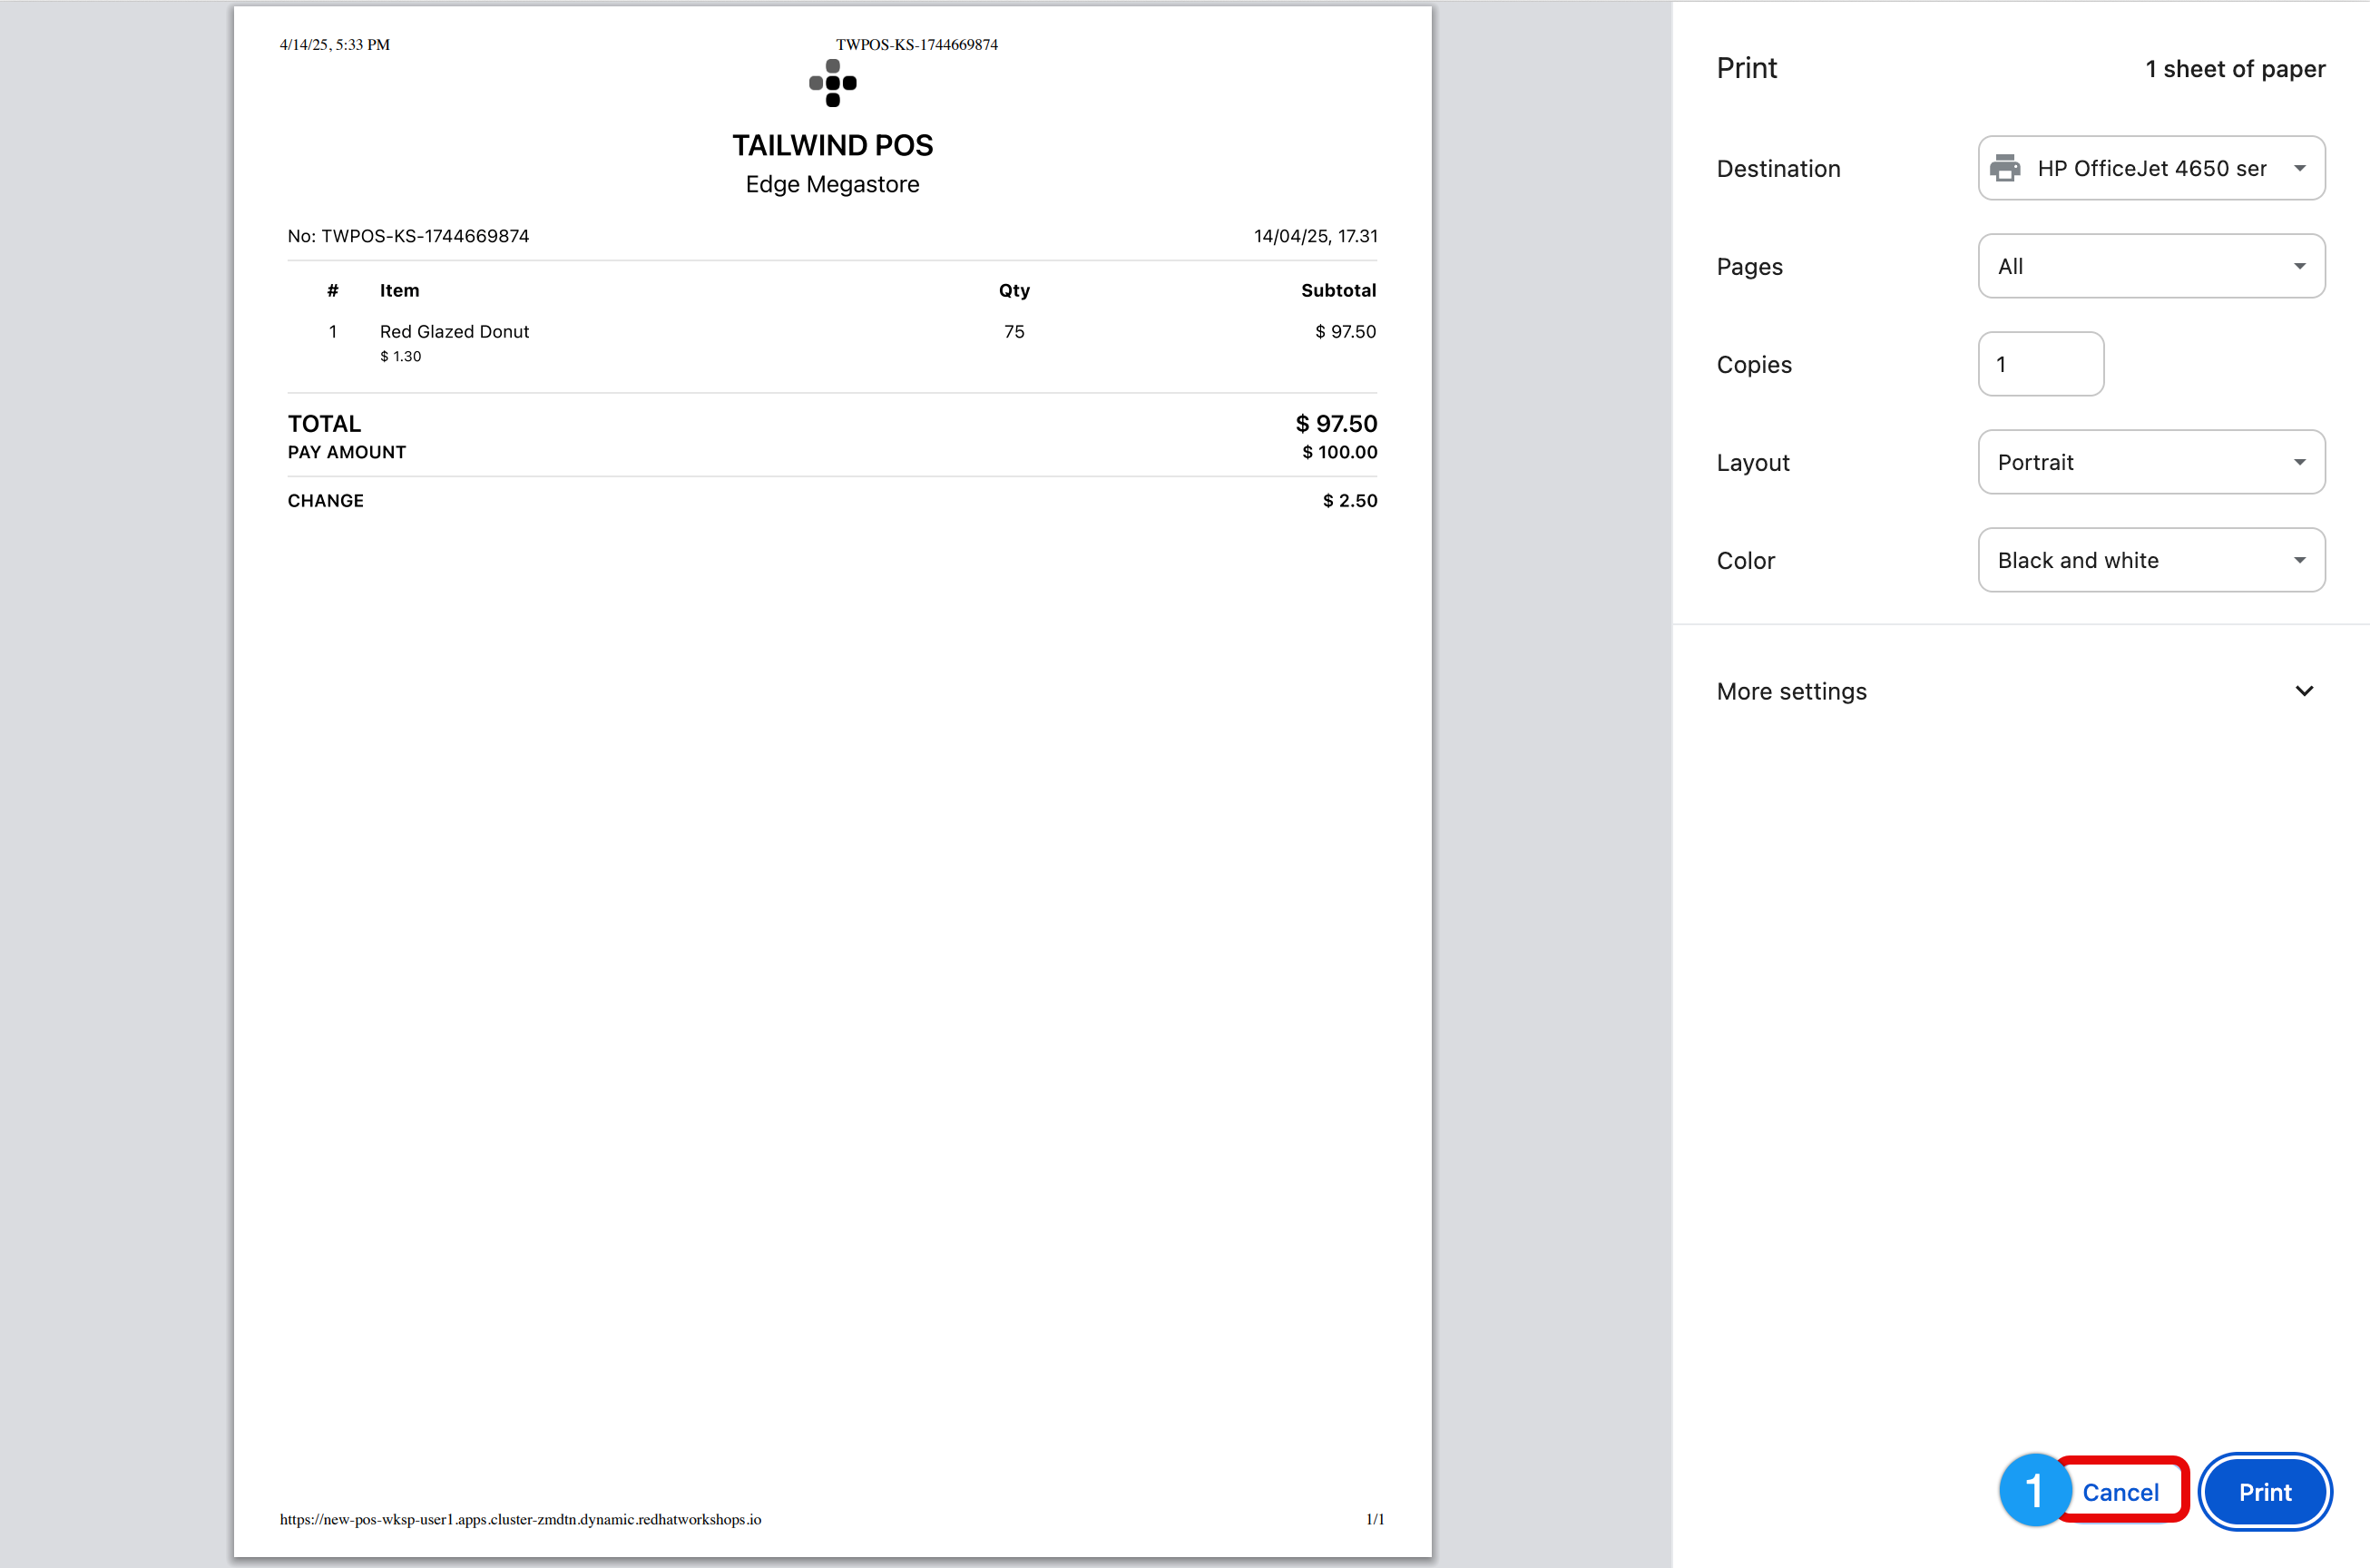 4/14/25, 5:33 PM TWPOS-KS-1744669874
TAILWIND POS
Edge Megastore
No: TWPOS-KS-1744669874 14/04/25, 17.31
# Item Qty Subtotal
1 Red Glazed Donut 75 $ 97.50
$ 1.30
TOTAL $ 97.50
PAY AMOUNT $ 100.00
CHANGE $ 2.50
https://new-pos-wksp-user1.apps.cluster-zmdtn.dynamic.redhatworkshops.io 1/1
Print 1 sheet of paper
Destination HP OfficeJet 4650 ser
Pages All
Copies 1
Layout Portrait
Color Black and white
More settings
1 Cancel Print